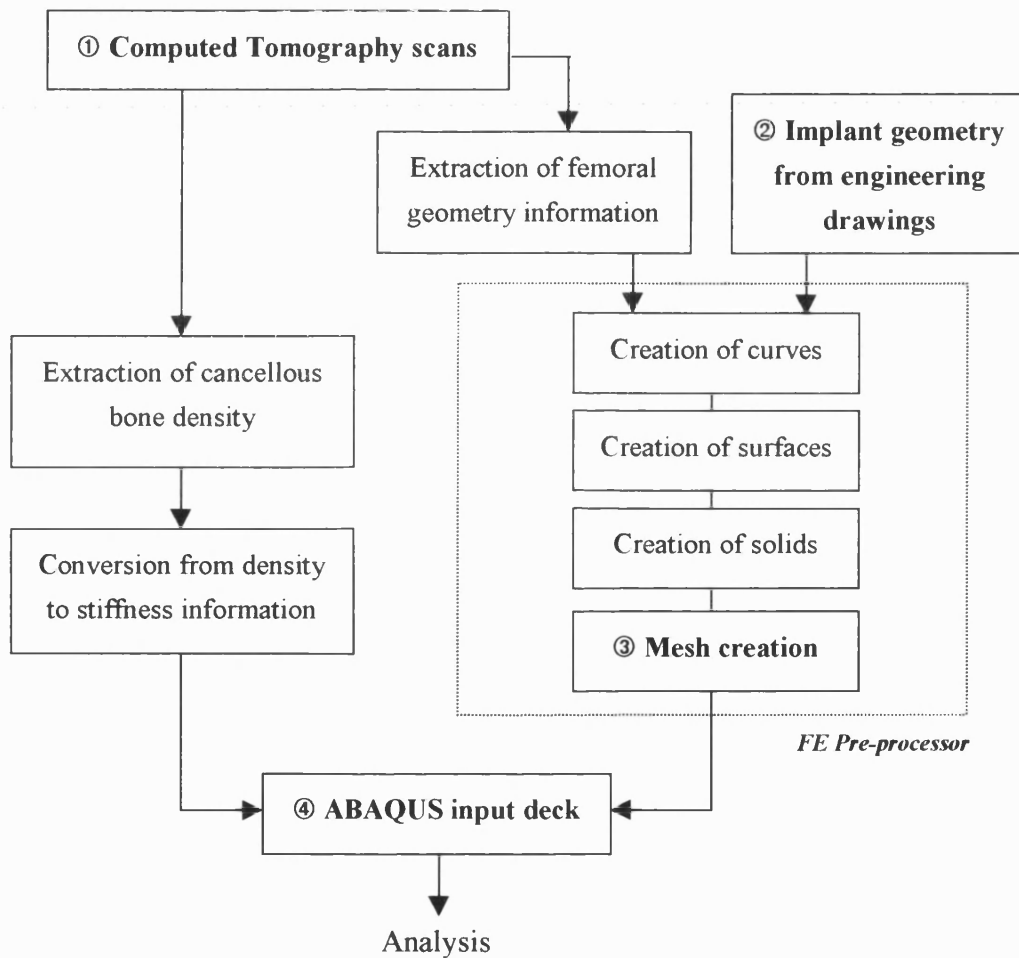 ① Computed Tomography scans
Extraction of femoral
geometry information
② Implant geometry
from engineering
drawings
Creation of curves
Extraction of cancellous
bone density
Creation of surfaces
Creation of solids
Conversion from density
to stiffness information
③ Mesh creation
FE Pre-processor
④ ABAQUS input deck
Analysis